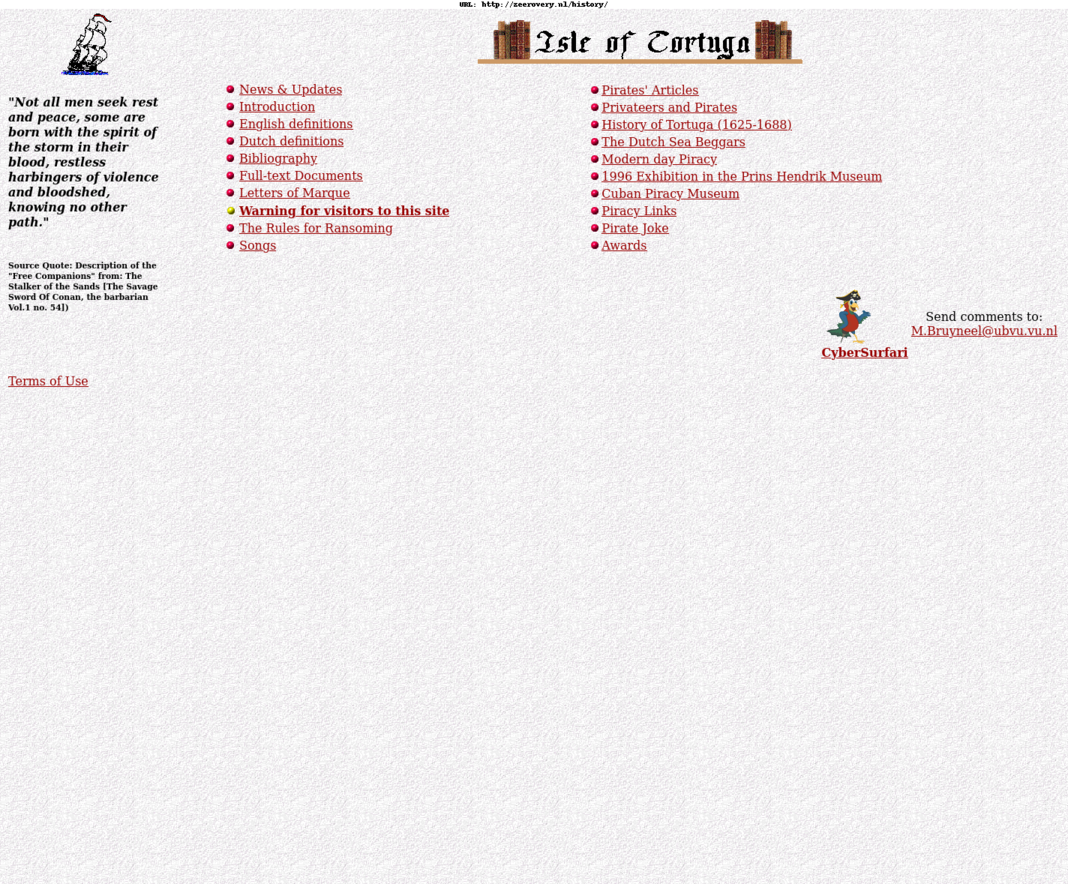 URL: http://zeerovery.nl/history/
Isle of Tortuga
"Not all men seek rest
and peace, some are
born with the spirit of
the storm in their
blood, restless
harbingers of violence
and bloodshed,
knowing no other
path."
Source Quote: Description of the
"Free Companions" from: The
Stalker of the Sands [The Savage
Sword Of Conan, the barbarian
Vol.1 no. 54])
News & Updates
Introduction
English definitions
Dutch definitions
Bibliography
Full-text Documents
Letters of Marque
Warning for visitors to this site
The Rules for Ransoming
Songs
Pirates' Articles
Privateers and Pirates
History of Tortuga (1625-1688)
The Dutch Sea Beggars
Modern day Piracy
1996 Exhibition in the Prins Hendrik Museum
Cuban Piracy Museum
Piracy Links
Pirate Joke
Awards
CyberSurfari
Send comments to:
M.Bruyneel@ubvu.vu.nl
Terms of Use